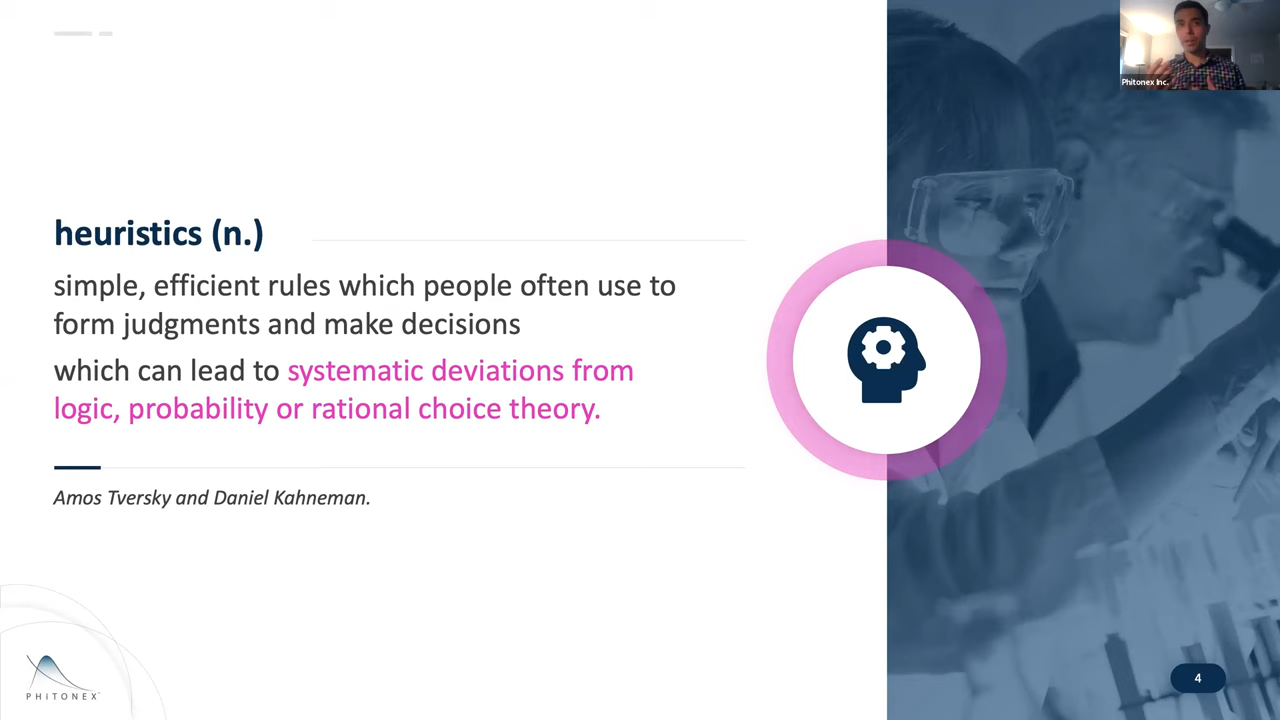 Phitonex Inc.
heuristics (n.)
simple, efficient rules which people often use to
form judgments and make decisions
which can lead to systematic deviations from
logic, probability or rational choice theory.
Amos Tversky and Daniel Kahneman.
PHITONEX
4